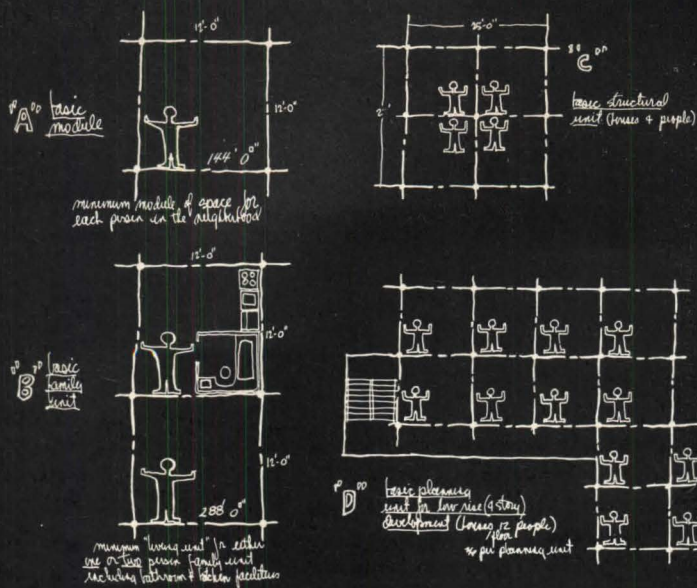 12'-0"
"A" basic
module
12'-0"
144' 0"
minimum module of space for
each person in the neighborhood
25'-0"
"C"
basic structural
unit (houses 4 people)
12'-0"
"B" basic
family
unit
12'-0"
12'-0"
288' 0"
minimum "living unit" for either
one or two person family unit
including bathroom & kitchen facilities
"D" basic planning
unit for low rise (4 story)
development (houses 12 people)
/floor
per planning unit